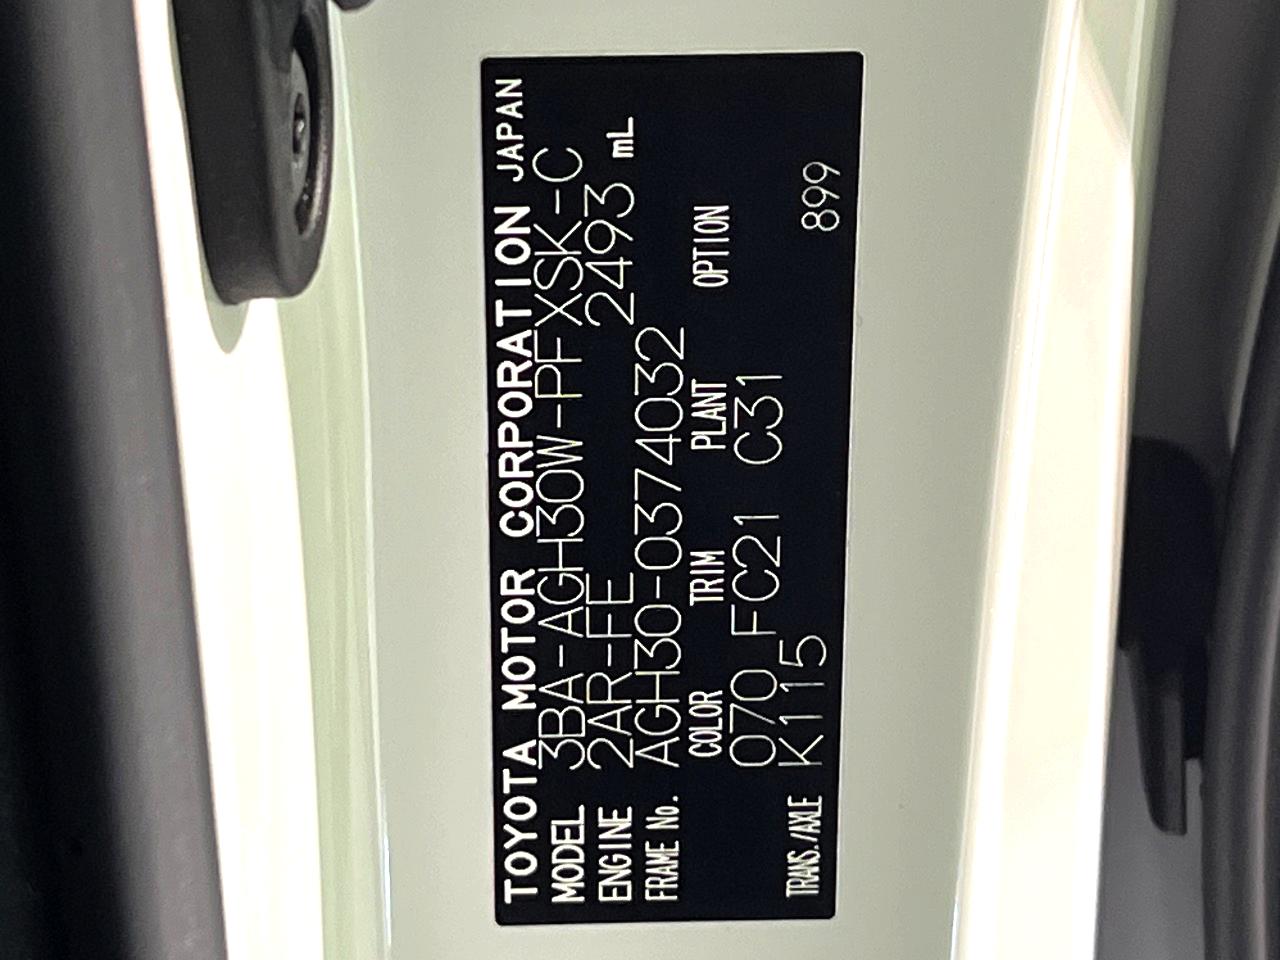 TOYOTA MOTOR CORPORATION JAPAN
MODEL 3BA-AGH30W-PFXSK-C
ENGINE 2AR-FE 2493 mL
FRAME No. AGH30-0374032
COLOR TRIM PLANT OPTION
070 FC21 C31
TRANS./AXLE K115 899